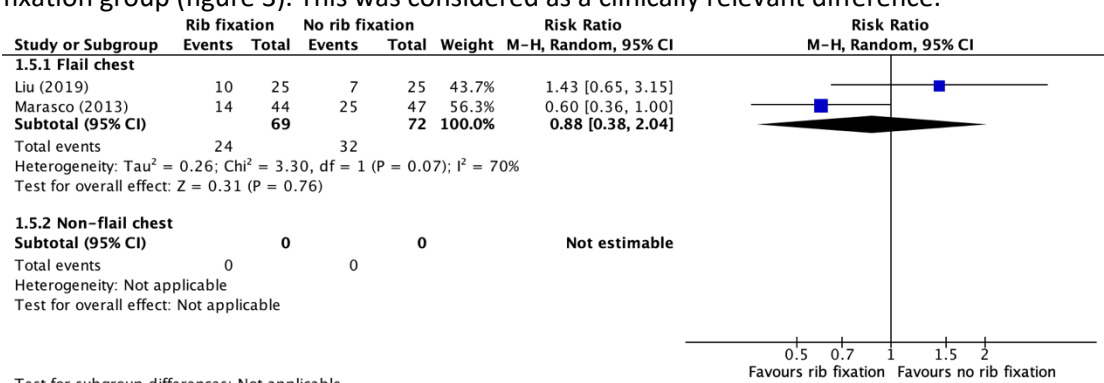 fixation group (figure 5). This was considered as a clinically relevant difference.
Rib fixation No rib fixation Risk Ratio Risk Ratio
Study or Subgroup Events Total Events Total Weight M-H, Random, 95% CI M-H, Random, 95% CI
1.5.1 Flail chest
Liu (2019) 10 25 7 25 43.7% 1.43 [0.65, 3.15]
Marasco (2013) 14 44 25 47 56.3% 0.60 [0.36, 1.00]
Subtotal (95% CI) 69 72 100.0% 0.88 [0.38, 2.04]
Total events 24 32
Heterogeneity: Tau² = 0.26; Chi² = 3.30, df = 1 (P = 0.07); I² = 70%
Test for overall effect: Z = 0.31 (P = 0.76)
1.5.2 Non-flail chest
Subtotal (95% CI) 0 0 Not estimable
Total events 0 0
Heterogeneity: Not applicable
Test for overall effect: Not applicable
0.5 0.7 1 1.5 2
Favours rib fixation Favours no rib fixation
Test for subgroup differences: Not applicable